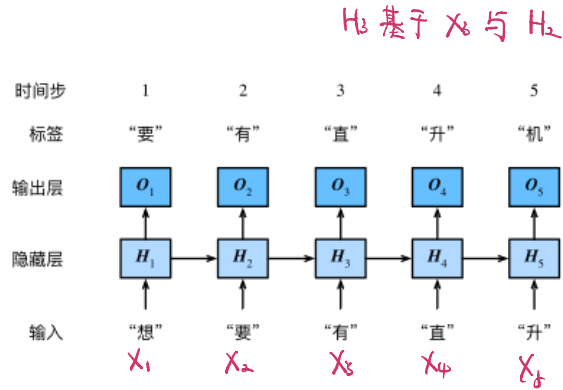 H3 基于 X3 与 H2
时间步 1 2 3 4 5
标签 “要” “有” “直” “升” “机”
输出层 O1 O2 O3 O4 O5
隐藏层 H1 H2 H3 H4 H5
输入 “想” “要” “有” “直” “升”
X1 X2 X3 X4 X5